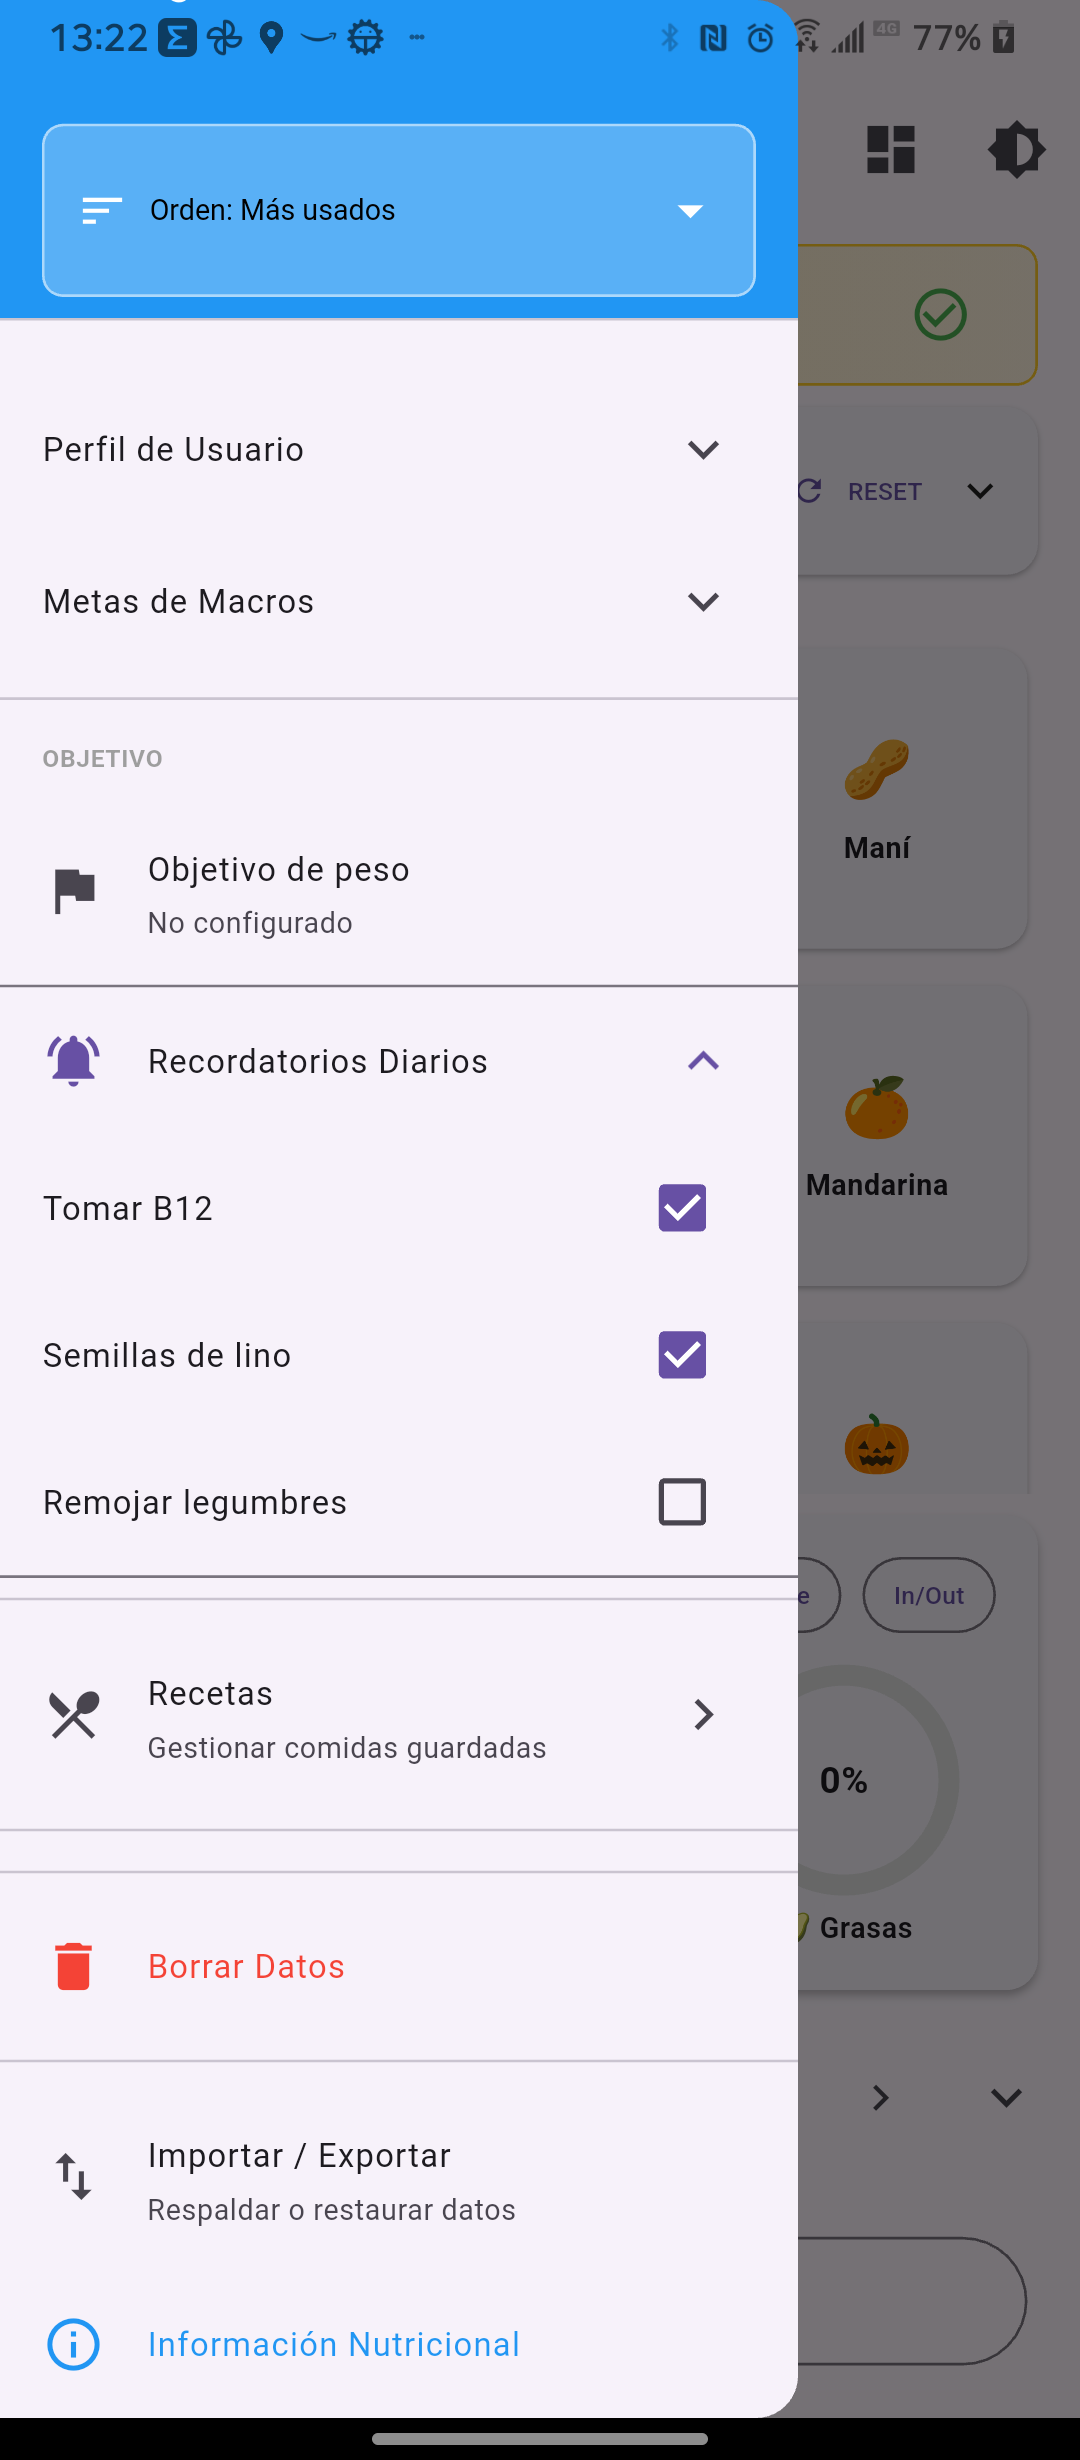 13:22
4G
77%
Orden: Más usados
Perfil de Usuario
RESET
Metas de Macros
OBJETIVO
Objetivo de peso
No configurado
Maní
Recordatorios Diarios
Mandarina
Tomar B12
Semillas de lino
Remojar legumbres
e
In/Out
Recetas
Gestionar comidas guardadas
0%
Grasas
Borrar Datos
Importar / Exportar
Respaldar o restaurar datos
Información Nutricional